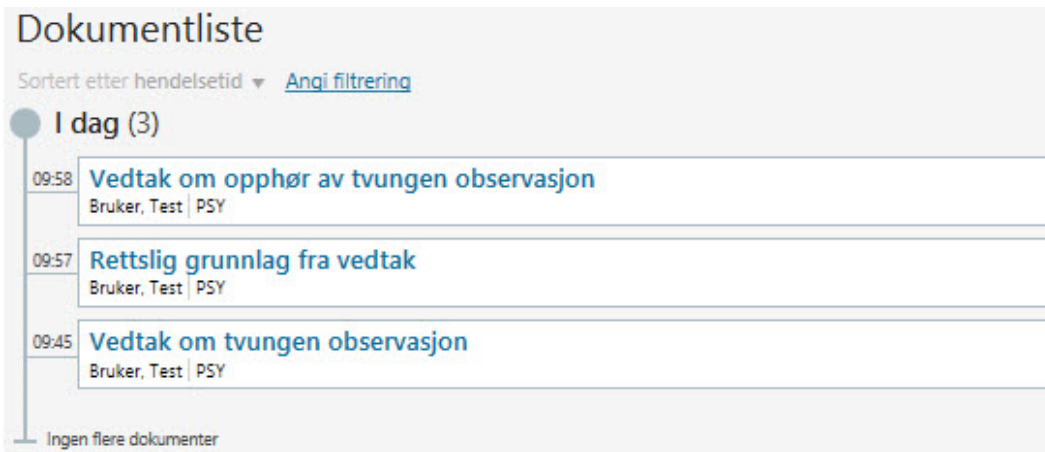 Dokumentliste
Sortert etter hendelsetid Angi filtrering
I dag (3)
09:58 Vedtak om opphør av tvungen observasjon
Bruker, Test PSY
09:57 Rettslig grunnlag fra vedtak
Bruker, Test PSY
09:45 Vedtak om tvungen observasjon
Bruker, Test PSY
Ingen flere dokumenter